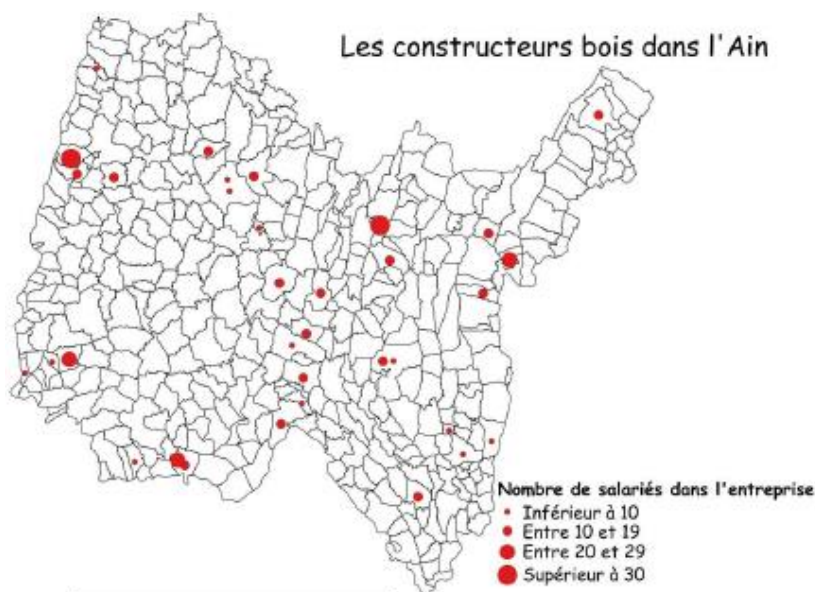 Les constructeurs bois dans l'Ain
Nombre de salariés dans l'entreprise
Inférieur à 10
Entre 10 et 19
Entre 20 et 29
Supérieur à 30